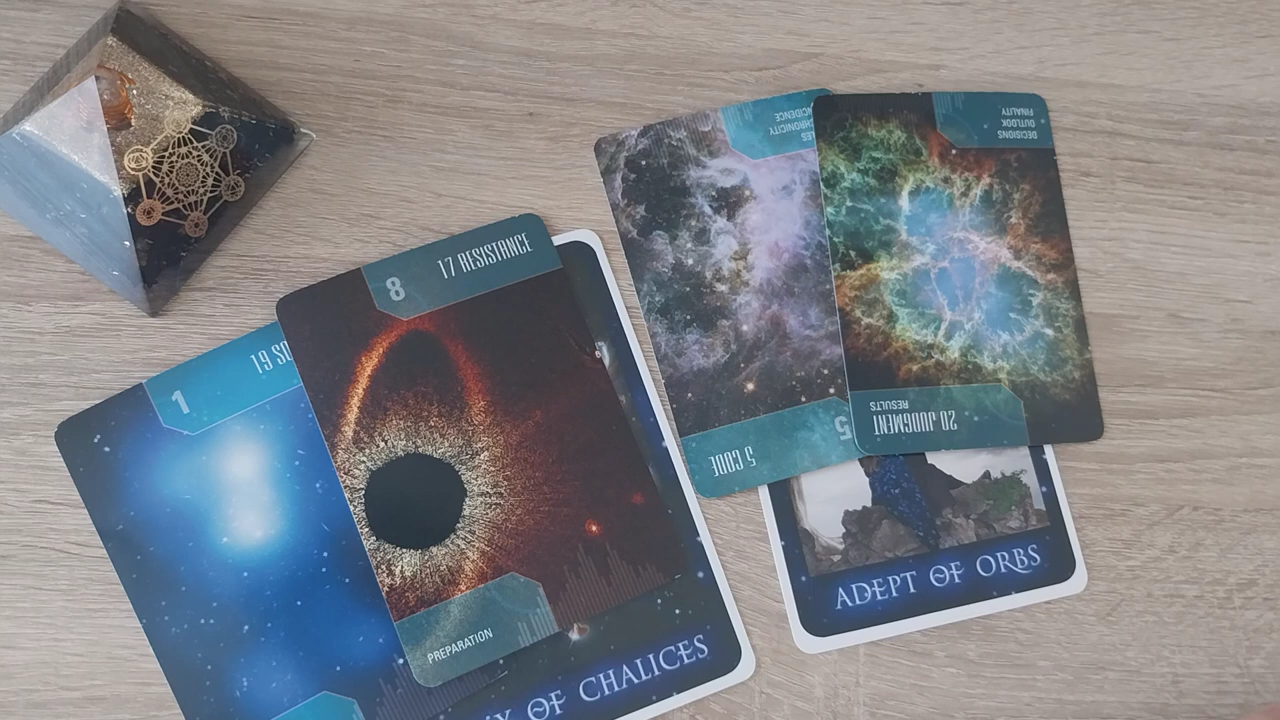 1
19
8
17 RESISTANCE
PREPARATION
OF CHALICES
5
5 CODE
DECISIONS
OUTLOOK
FINALITY
20 JUDGMENT
RESULTS
ADEPT OF ORBS